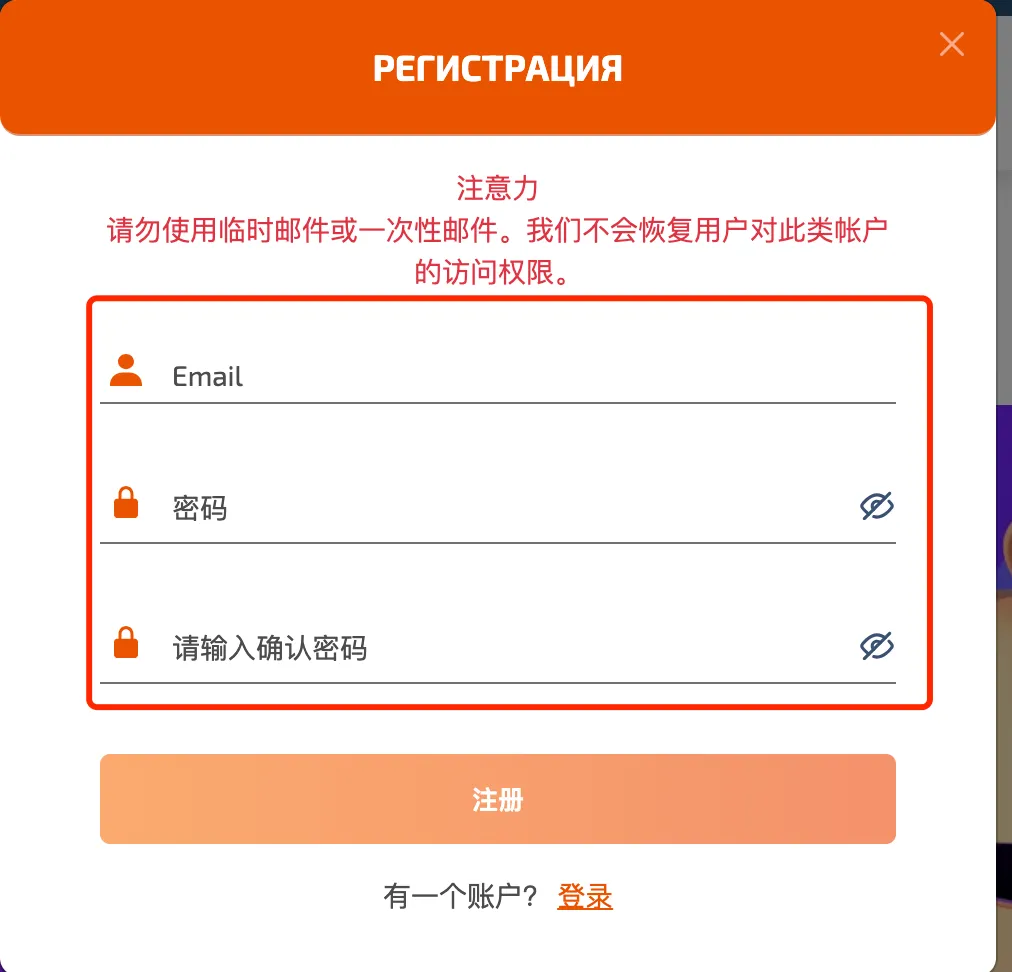 РЕГИСТРАЦИЯ
注意力
请勿使用临时邮件或一次性邮件。我们不会恢复用户对此类帐户
的访问权限。
Email
密码
请输入确认密码
注册
有一个账户? 登录